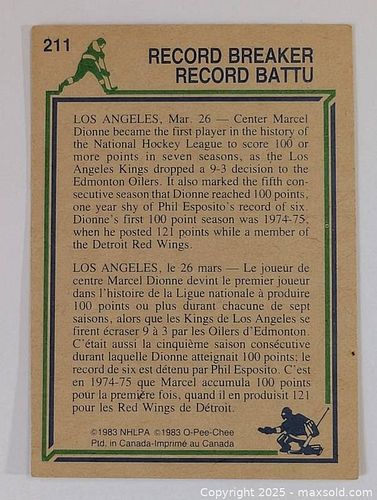 211
RECORD BREAKER
RECORD BATTU
LOS ANGELES, Mar. 26 — Center Marcel
Dionne became the first player in the history of
the National Hockey League to score 100 or
more points in seven seasons, as the Los
Angeles Kings dropped a 9-3 decision to the
Edmonton Oilers. It also marked the fifth con-
secutive season that Dionne reached 100 points,
one year shy of Phil Esposito's record of six.
Dionne's first 100 point season was 1974-75,
when he posted 121 points while a member of
the Detroit Red Wings.
LOS ANGELES, le 26 mars — Le joueur de
centre Marcel Dionne devint le premier joueur
dans l'histoire de la Ligue nationale à produire
100 points ou plus durant chacune de sept
saisons, alors que les Kings de Los Angeles se
firent écraser 9 à 3 par les Oilers d'Edmonton.
C'était aussi la cinquième saison consécutive
durant laquelle Dionne atteignait 100 points; le
record de six est détenu par Phil Esposito. C'est
en 1974-75 que Marcel accumula 100 points
pour la première fois, quand il en produisit 121
pour les Red Wings de Détroit.
©1983 NHLPA ©1983 O-Pee-Chee
Ptd. in Canada-Imprimé au Canada
Copyright 2025 - maxsold.com